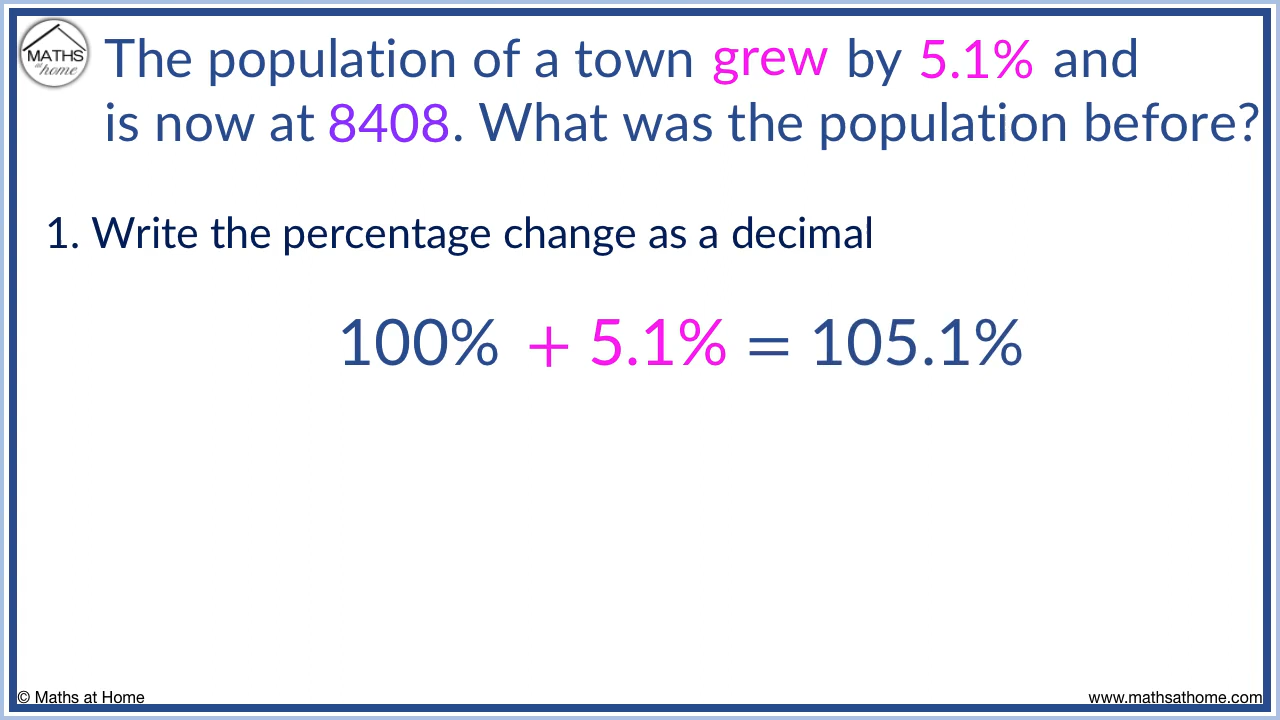 MATHS
at
home
The population of a town grew by 5.1% and
is now at 8408. What was the population before?
1. Write the percentage change as a decimal
100% + 5.1% = 105.1%
© Maths at Home
www.mathsathome.com